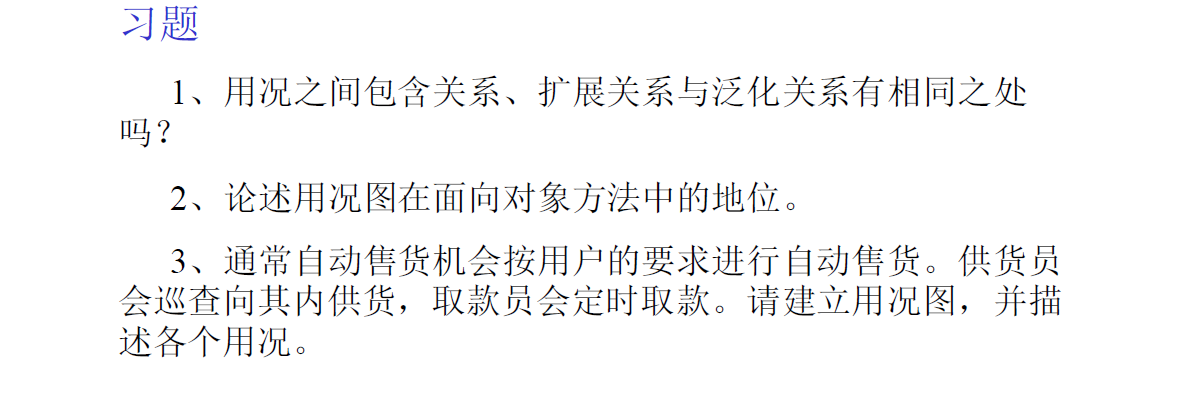 习题
1、用况之间包含关系、扩展关系与泛化关系有相同之处
吗?
2、论述用况图在面向对象方法中的地位。
3、通常自动售货机会按用户的要求进行自动售货。供货员
会巡查向其内供货，取款员会定时取款。请建立用况图，并描
述各个用况。